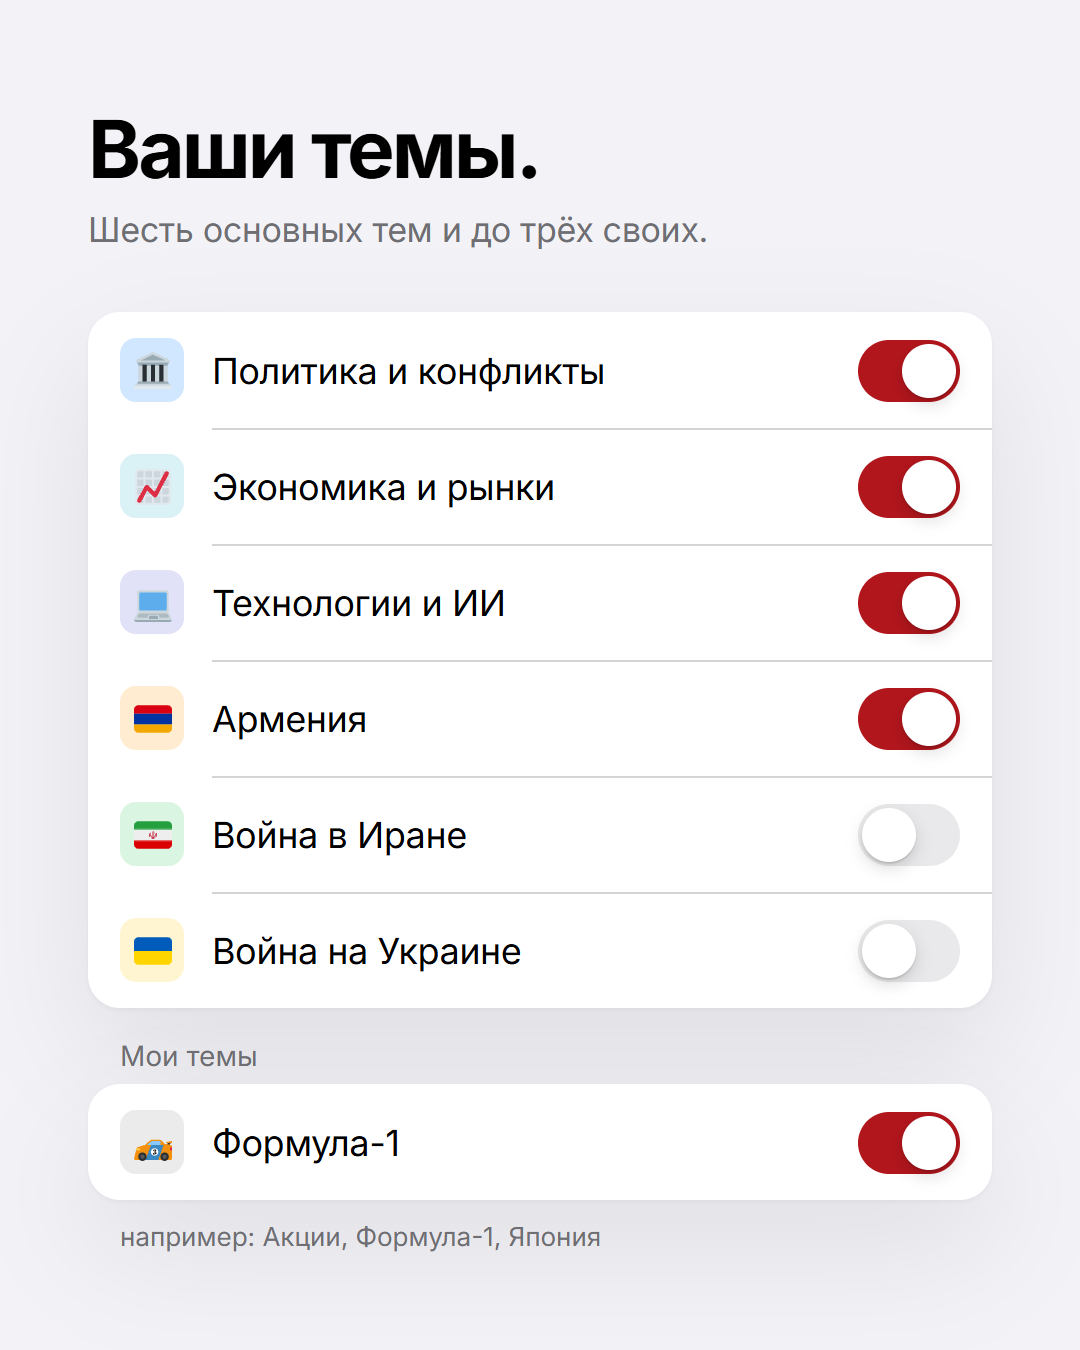 Ваши темы.
Шесть основных тем и до трёх своих.
Политика и конфликты
Экономика и рынки
Технологии и ИИ
Армения
Война в Иране
Война на Украине
Мои темы
Формула-1
например: Акции, Формула-1, Япония